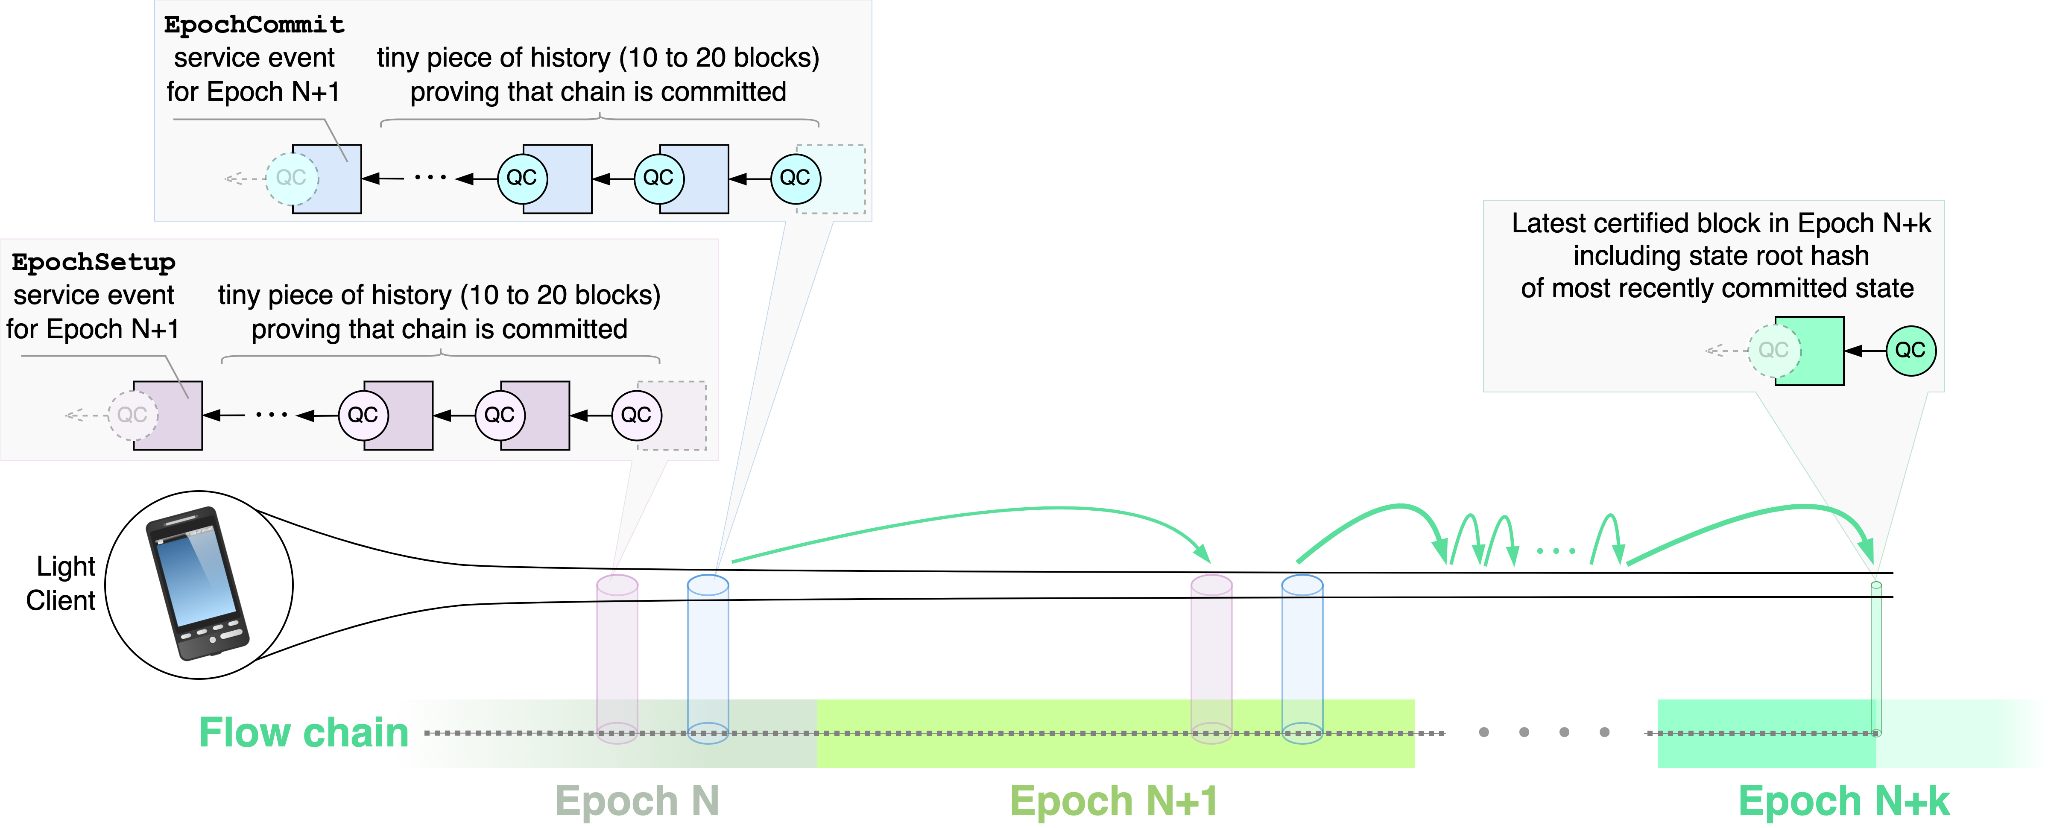 EpochCommit
service event
for Epoch N+1
tiny piece of history (10 to 20 blocks)
proving that chain is committed
QC
QC
QC
QC
EpochSetup
service event
for Epoch N+1
tiny piece of history (10 to 20 blocks)
proving that chain is committed
QC
QC
QC
QC
Latest certified block in Epoch N+k
including state root hash
of most recently committed state
QC
QC
Light
Client
Flow chain
Epoch N
Epoch N+1
Epoch N+k